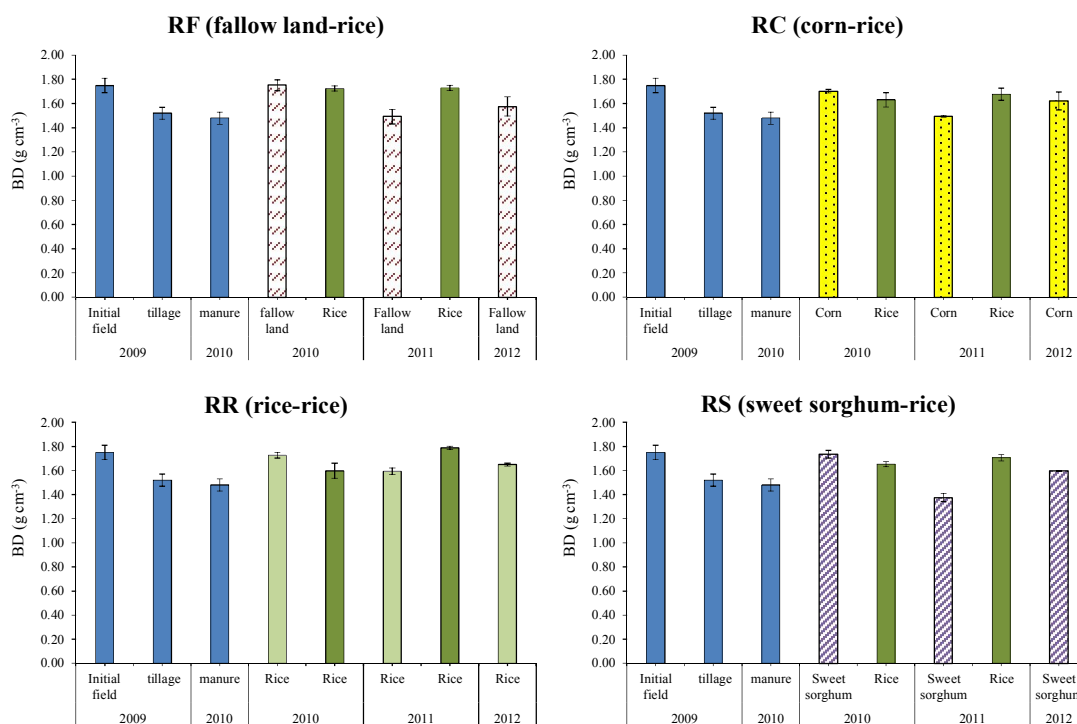 RF (fallow land-rice)
BD (g cm-3)
2.00
1.80
1.60
1.40
1.20
1.00
0.80
0.60
0.40
0.20
0.00
Initial field
tillage
manure
fallow land
Rice
Fallow land
Rice
Fallow land
2009
2010
2010
2011
2012
RC (corn-rice)
BD (g cm-3)
2.00
1.80
1.60
1.40
1.20
1.00
0.80
0.60
0.40
0.20
0.00
Initial field
tillage
manure
Corn
Rice
Corn
Rice
Corn
2009
2010
2010
2011
2012
RR (rice-rice)
BD (g cm-3)
2.00
1.80
1.60
1.40
1.20
1.00
0.80
0.60
0.40
0.20
0.00
Initial field
tillage
manure
Rice
Rice
Rice
Rice
Rice
2009
2010
2010
2011
2012
RS (sweet sorghum-rice)
BD (g cm-3)
2.00
1.80
1.60
1.40
1.20
1.00
0.80
0.60
0.40
0.20
0.00
Initial field
tillage
manure
Sweet sorghum
Rice
Sweet sorghum
Rice
Sweet sorghum
2009
2010
2010
2011
2012